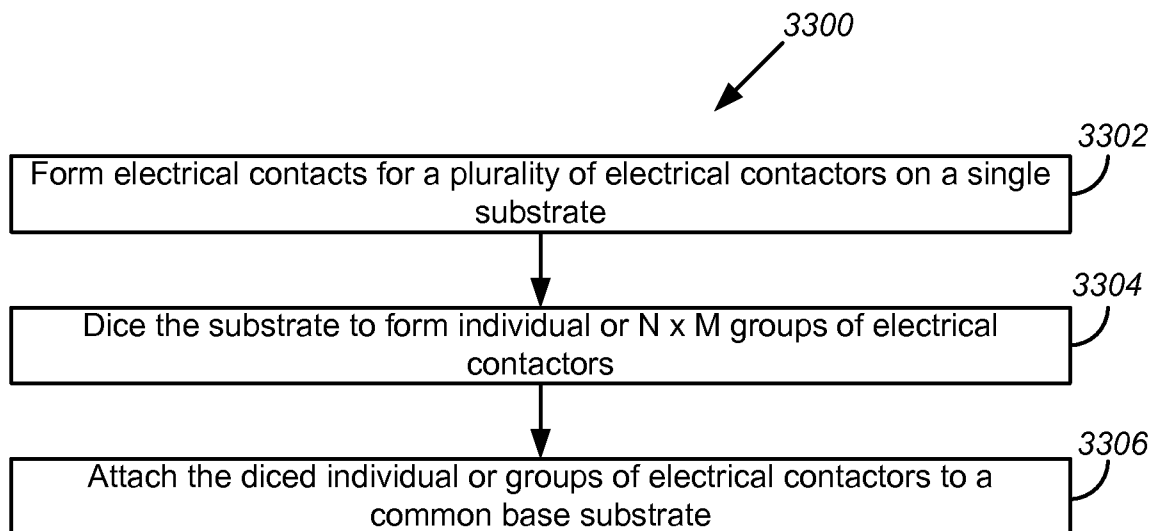 3300
3302
Form electrical contacts for a plurality of electrical contactors on a single
substrate
3304
Dice the substrate to form individual or N x M groups of electrical
contactors
3306
Attach the diced individual or groups of electrical contactors to a
common base substrate